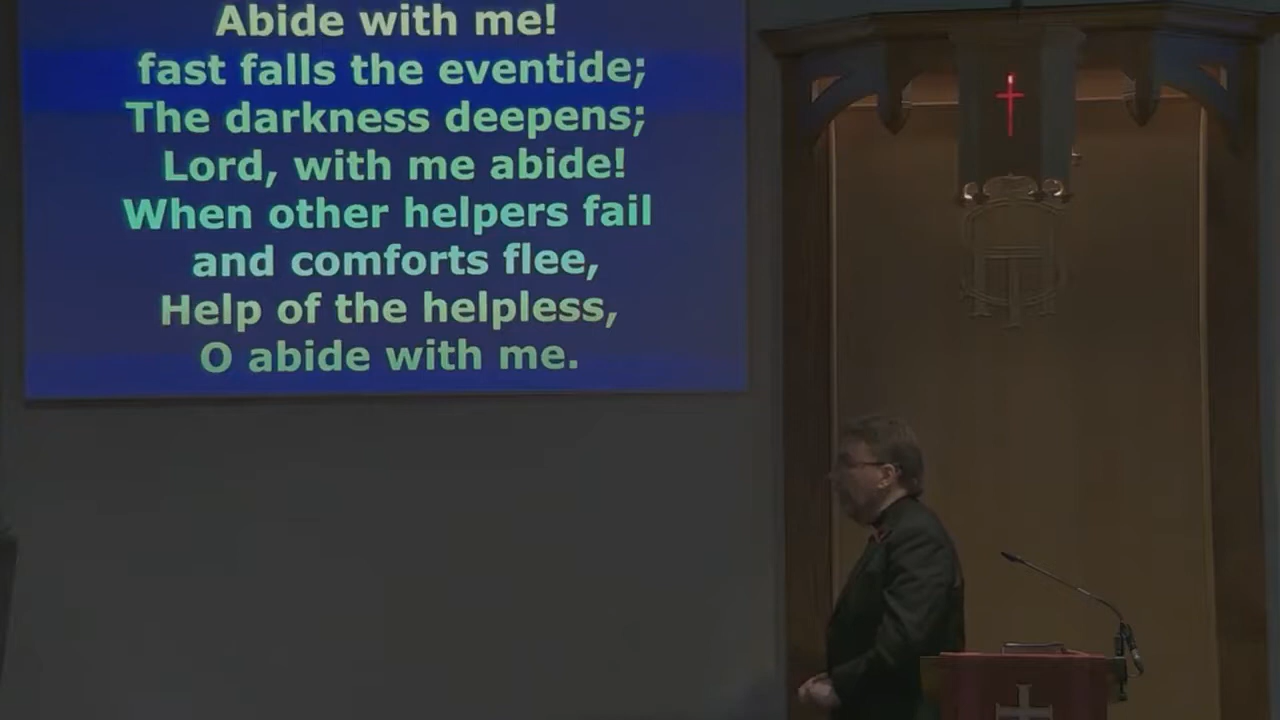 Abide with me!
fast falls the eventide;
The darkness deepens;
Lord, with me abide!
When other helpers fail
and comforts flee,
Help of the helpless,
O abide with me.